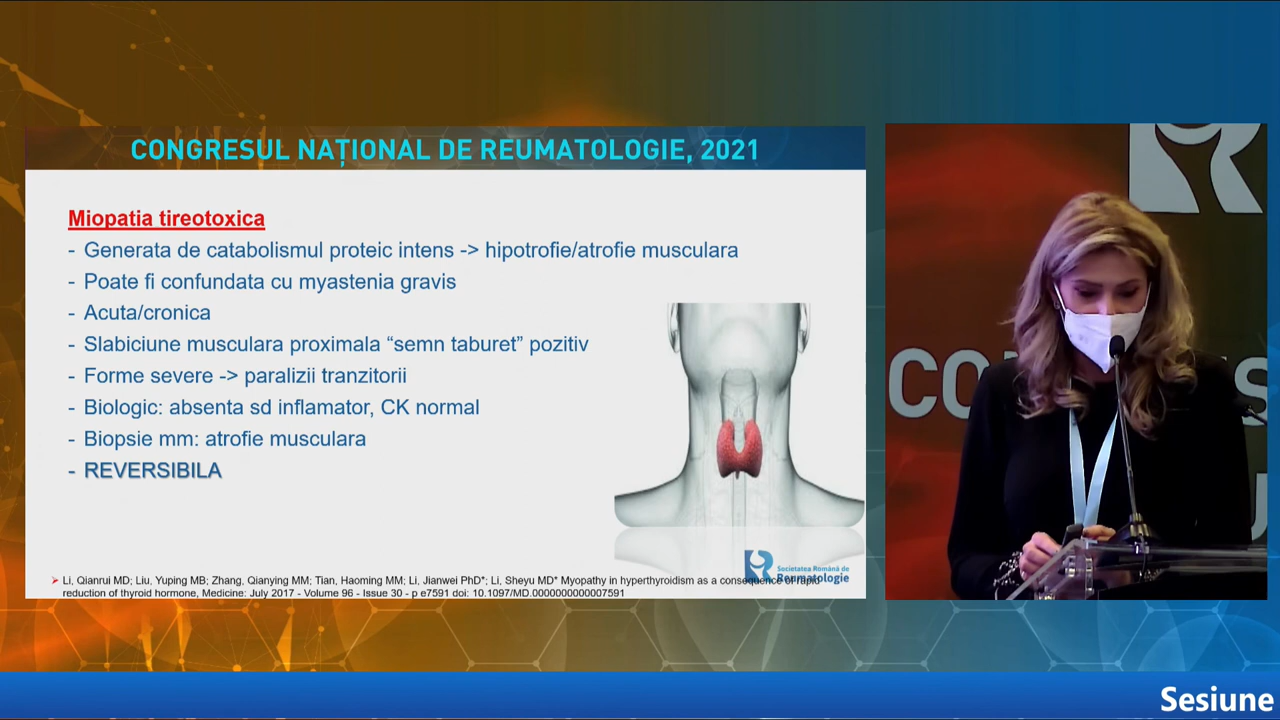 CONGRESUL NAȚIONAL DE REUMATOLOGIE, 2021
Miopatia tireotoxica
- Generata de catabolismul proteic intens -> hipotrofie/atrofie musculara
- Poate fi confundata cu myastenia gravis
- Acuta/cronica
- Slabiciune musculara proximala “semn taburet” pozitiv
- Forme severe -> paralizii tranzitorii
- Biologic: absenta sd inflamator, CK normal
- Biopsie mm: atrofie musculara
- REVERSIBILA
Societatea Română de
Reumatologie
➢ Li, Qianrui MD; Liu, Yuping MB; Zhang, Qianying MM; Tian, Haoming MM; Li, Jianwei PhD*; Li, Sheyu MD* Myopathy in hyperthyroidism as a consequence of rapid
reduction of thyroid hormone, Medicine: July 2017 - Volume 96 - Issue 30 - p e7591 doi: 10.1097/MD.0000000000007591
CO
Sesiune